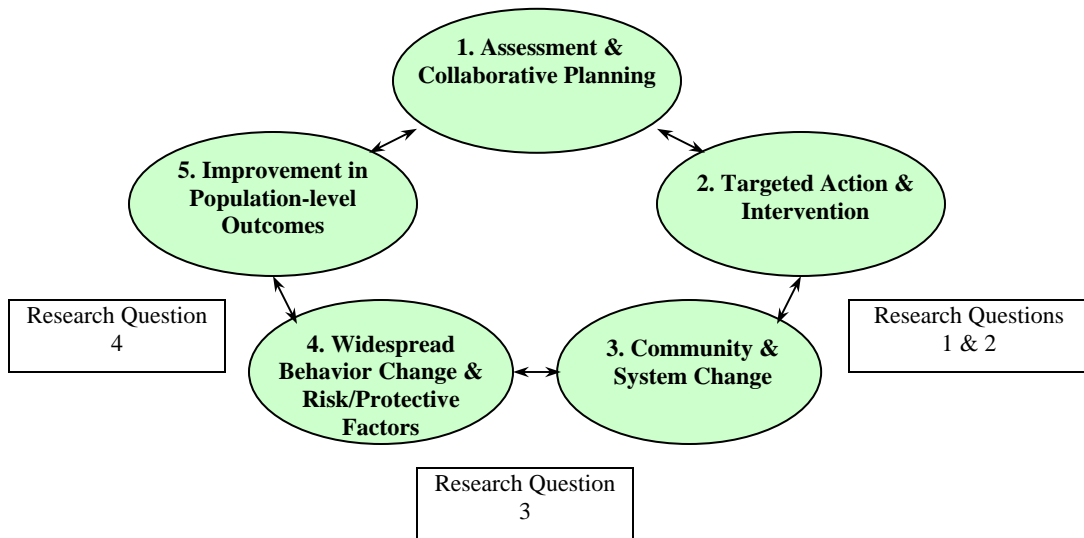 1. Assessment &
Collaborative Planning
5. Improvement in
Population-level
Outcomes
2. Targeted Action &
Intervention
Research Question
4
4. Widespread
Behavior Change &
Risk/Protective
Factors
3. Community &
System Change
Research Questions
1 & 2
Research Question
3